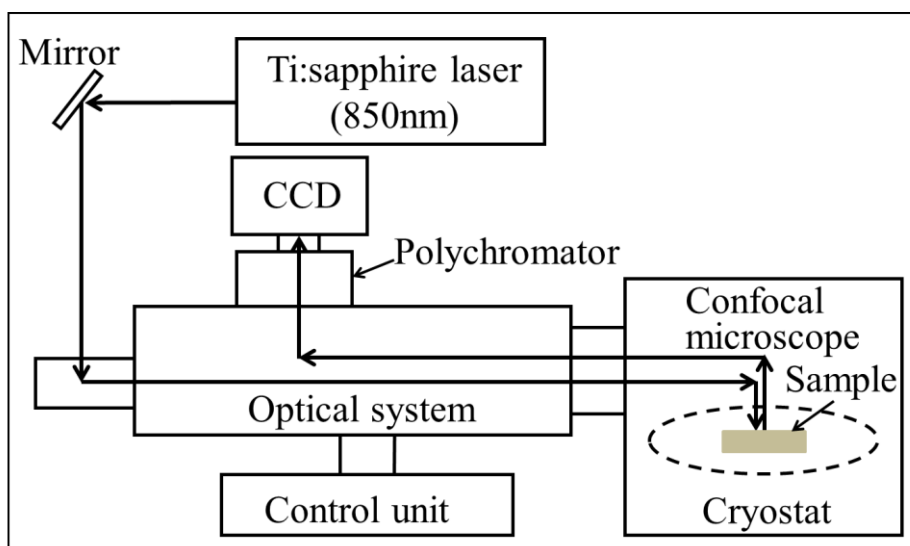 Mirror
Ti:sapphire laser
(850nm)
CCD
Polychromator
Confocal
microscope
Sample
Optical system
Control unit
Cryostat